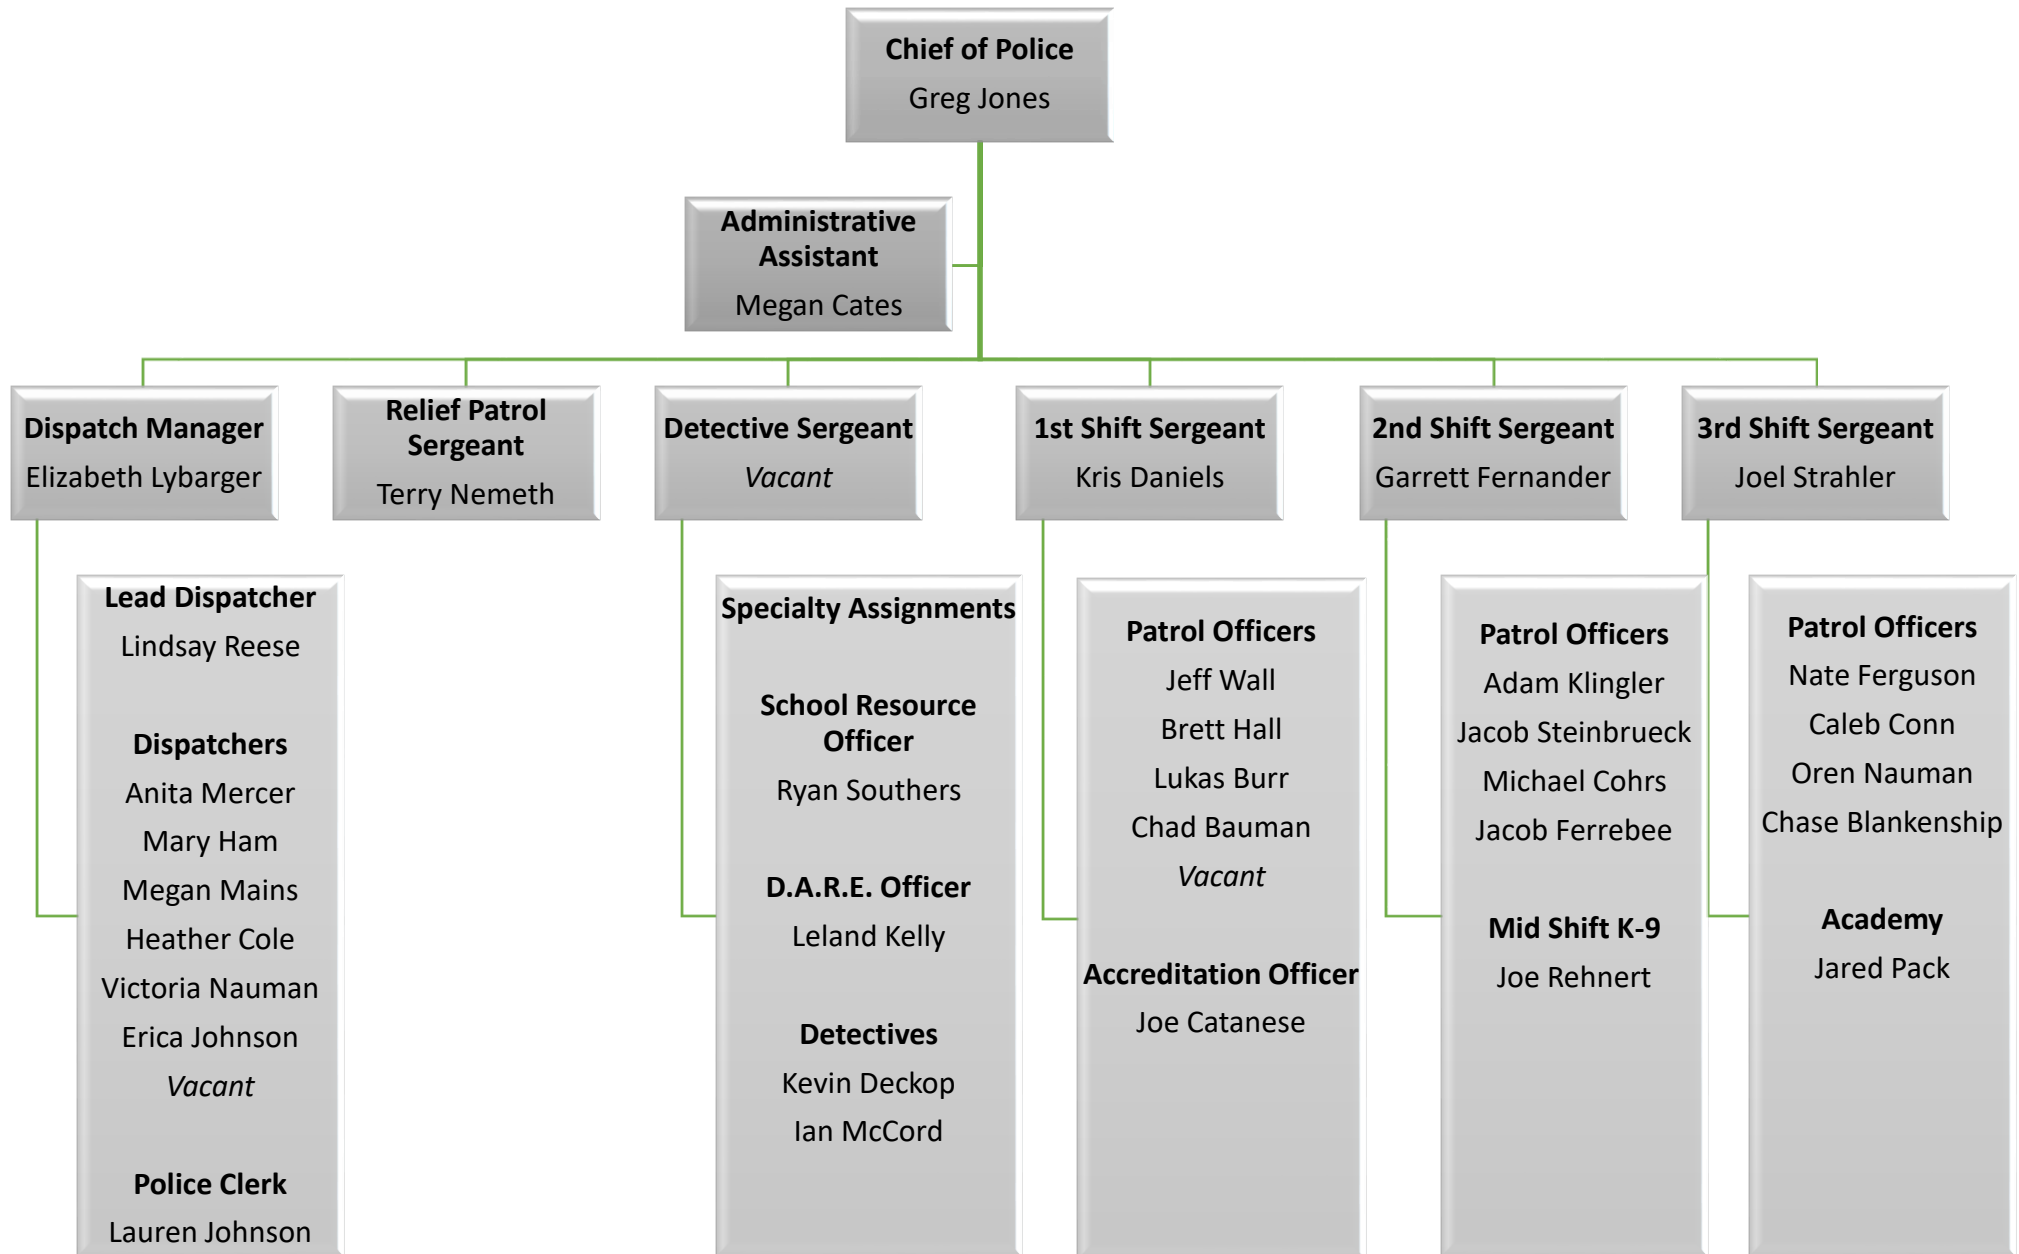 Chief of Police
Greg Jones
Administrative
Assistant
Megan Cates
Dispatch Manager
Elizabeth Lybarger
Relief Patrol
Sergeant
Terry Nemeth
Detective Sergeant
Vacant
1st Shift Sergeant
Kris Daniels
2nd Shift Sergeant
Garrett Fernander
3rd Shift Sergeant
Joel Strahler
Lead Dispatcher
Lindsay Reese
Dispatchers
Anita Mercer
Mary Ham
Megan Mains
Heather Cole
Victoria Nauman
Erica Johnson
Vacant
Police Clerk
Lauren Johnson
Specialty Assignments
School Resource
Officer
Ryan Southers
D.A.R.E. Officer
Leland Kelly
Detectives
Kevin Deckop
Ian McCord
Patrol Officers
Jeff Wall
Brett Hall
Lukas Burr
Chad Bauman
Vacant
Accreditation Officer
Joe Catanese
Patrol Officers
Adam Klingler
Jacob Steinbrueck
Michael Cohrs
Jacob Ferrebee
Mid Shift K-9
Joe Rehnert
Patrol Officers
Nate Ferguson
Caleb Conn
Oren Nauman
Chase Blankenship
Academy
Jared Pack